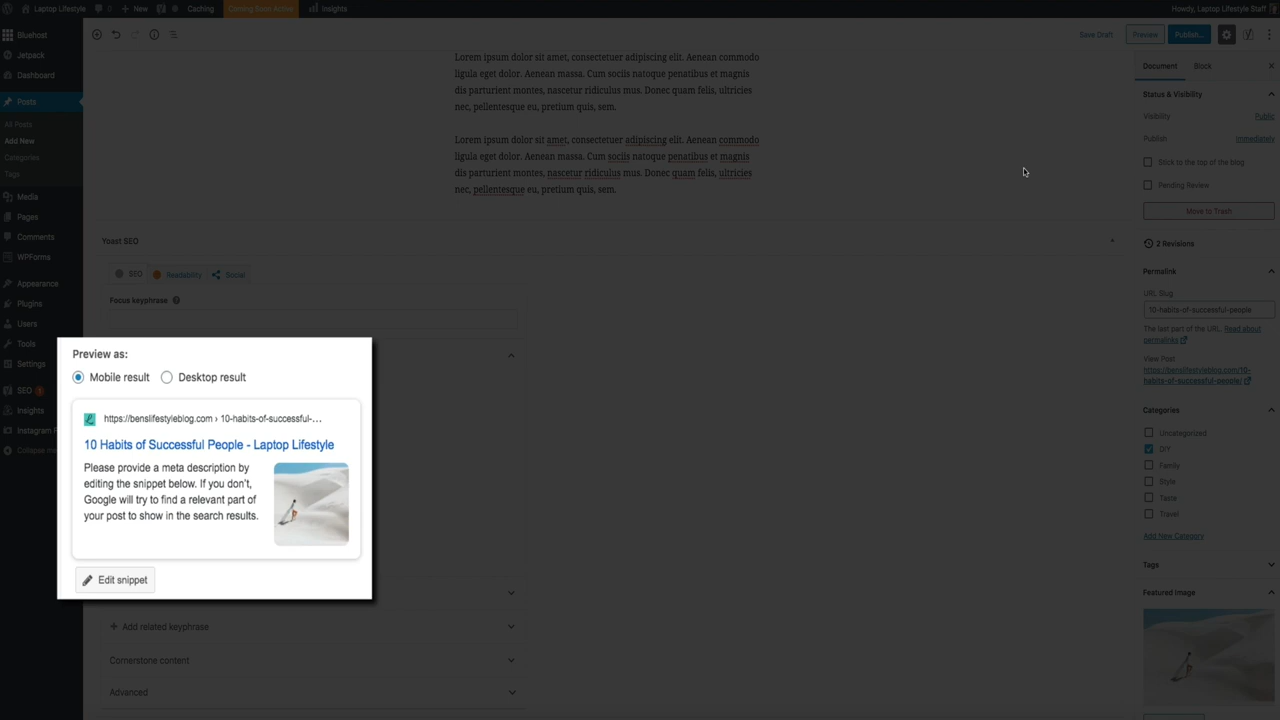 Laptop Lifestyle
0
New
8
Caching
Coming Soon Active
Insights
Howdy, Laptop Lifestyle Staff
Bluehost
Jetpack
Dashboard
Posts
All Posts
Add New
Categories
Tags
Media
Pages
Comments
WPForms
Appearance
Plugins
Users
Tools
Settings
SEO
Insights
Instagram
Collapse
Save Draft
Preview
Publish...
Lorem ipsum dolor sit amet, consectetuer adipiscing elit. Aenean commodo
ligula eget dolor. Aenean massa. Cum sociis natoque penatibus et magnis
dis parturient montes, nascetur ridiculus mus. Donec quam felis, ultricies
nec, pellentesque eu, pretium quis, sem.
Lorem ipsum dolor sit amet, consectetuer adipiscing elit. Aenean commodo
ligula eget dolor. Aenean massa. Cum sociis natoque penatibus et magnis
dis parturient montes, nascetur ridiculus mus. Donec quam felis, ultricies
nec, pellentesque eu, pretium quis, sem.
Yoast SEO
SEO
Readability
Social
Focus keyphrase
Preview as:
Mobile result
Desktop result
https://benslifestyleblog.com › 10-habits-of-successful-...
10 Habits of Successful People - Laptop Lifestyle
Please provide a meta description by
editing the snippet below. If you don't,
Google will try to find a relevant part of
your post to show in the search results.
Edit snippet
Add related keyphrase
Cornerstone content
Advanced
Document
Block
Status & Visibility
Visibility
Public
Publish
Immediately
Stick to the top of the blog
Pending Review
Move to Trash
2 Revisions
Permalink
URL Slug
10-habits-of-successful-people
The last part of the URL. Read about
permalinks
View Post
https://benslifestyleblog.com/10-
habits-of-successful-people/
Categories
Uncategorized
DIY
Family
Style
Taste
Travel
Add New Category
Tags
Featured image